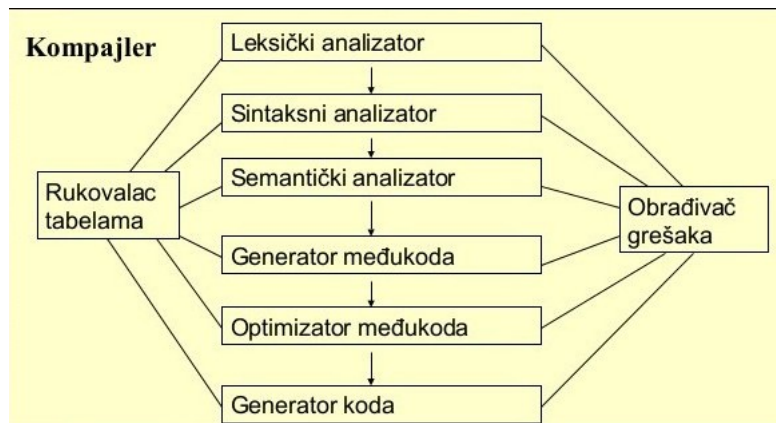 Kompajler
Leksički analizator
Sintaksni analizator
Semantički analizator
Rukovalac
tabelama
Obrađivač
grešaka
Generator međukoda
Optimizator međukoda
Generator koda